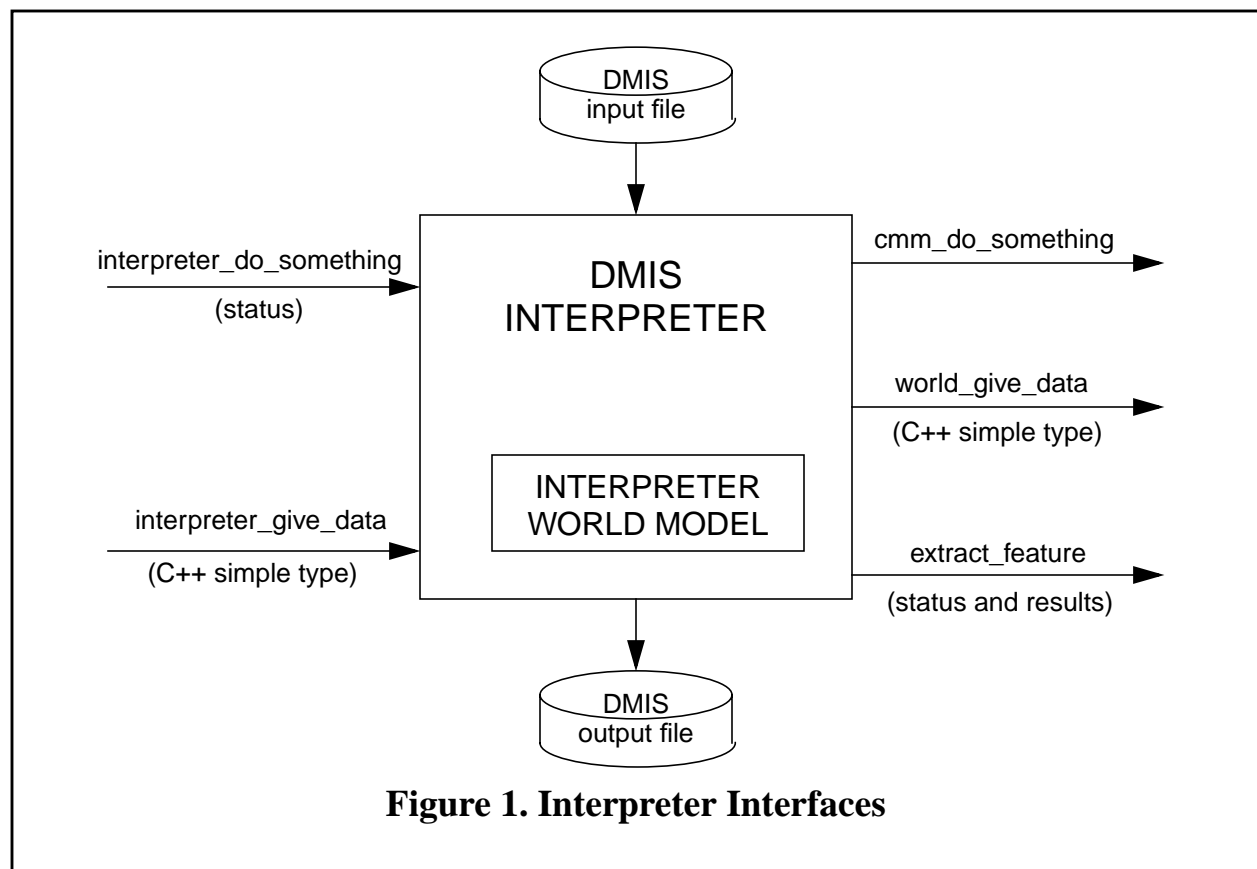 DMIS
input file
interpreter_do_something
(status)
cmm_do_something
DMIS
INTERPRETER
world_give_data
(C++ simple type)
interpreter_give_data
(C++ simple type)
INTERPRETER
WORLD MODEL
extract_feature
(status and results)
DMIS
output file
Figure 1. Interpreter Interfaces